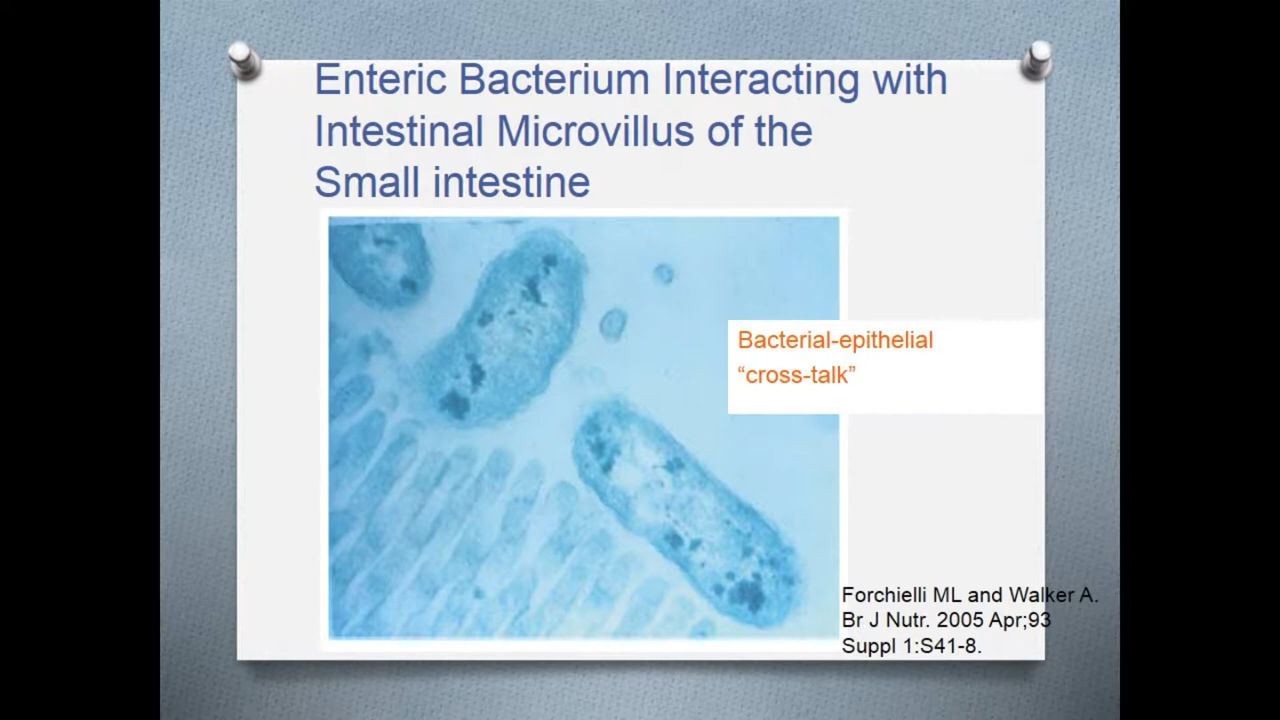 Enteric Bacterium Interacting with
Intestinal Microvillus of the
Small intestine
Bacterial-epithelial
“cross-talk”
Forchielli ML and Walker A.
Br J Nutr. 2005 Apr;93
Suppl 1:S41-8.